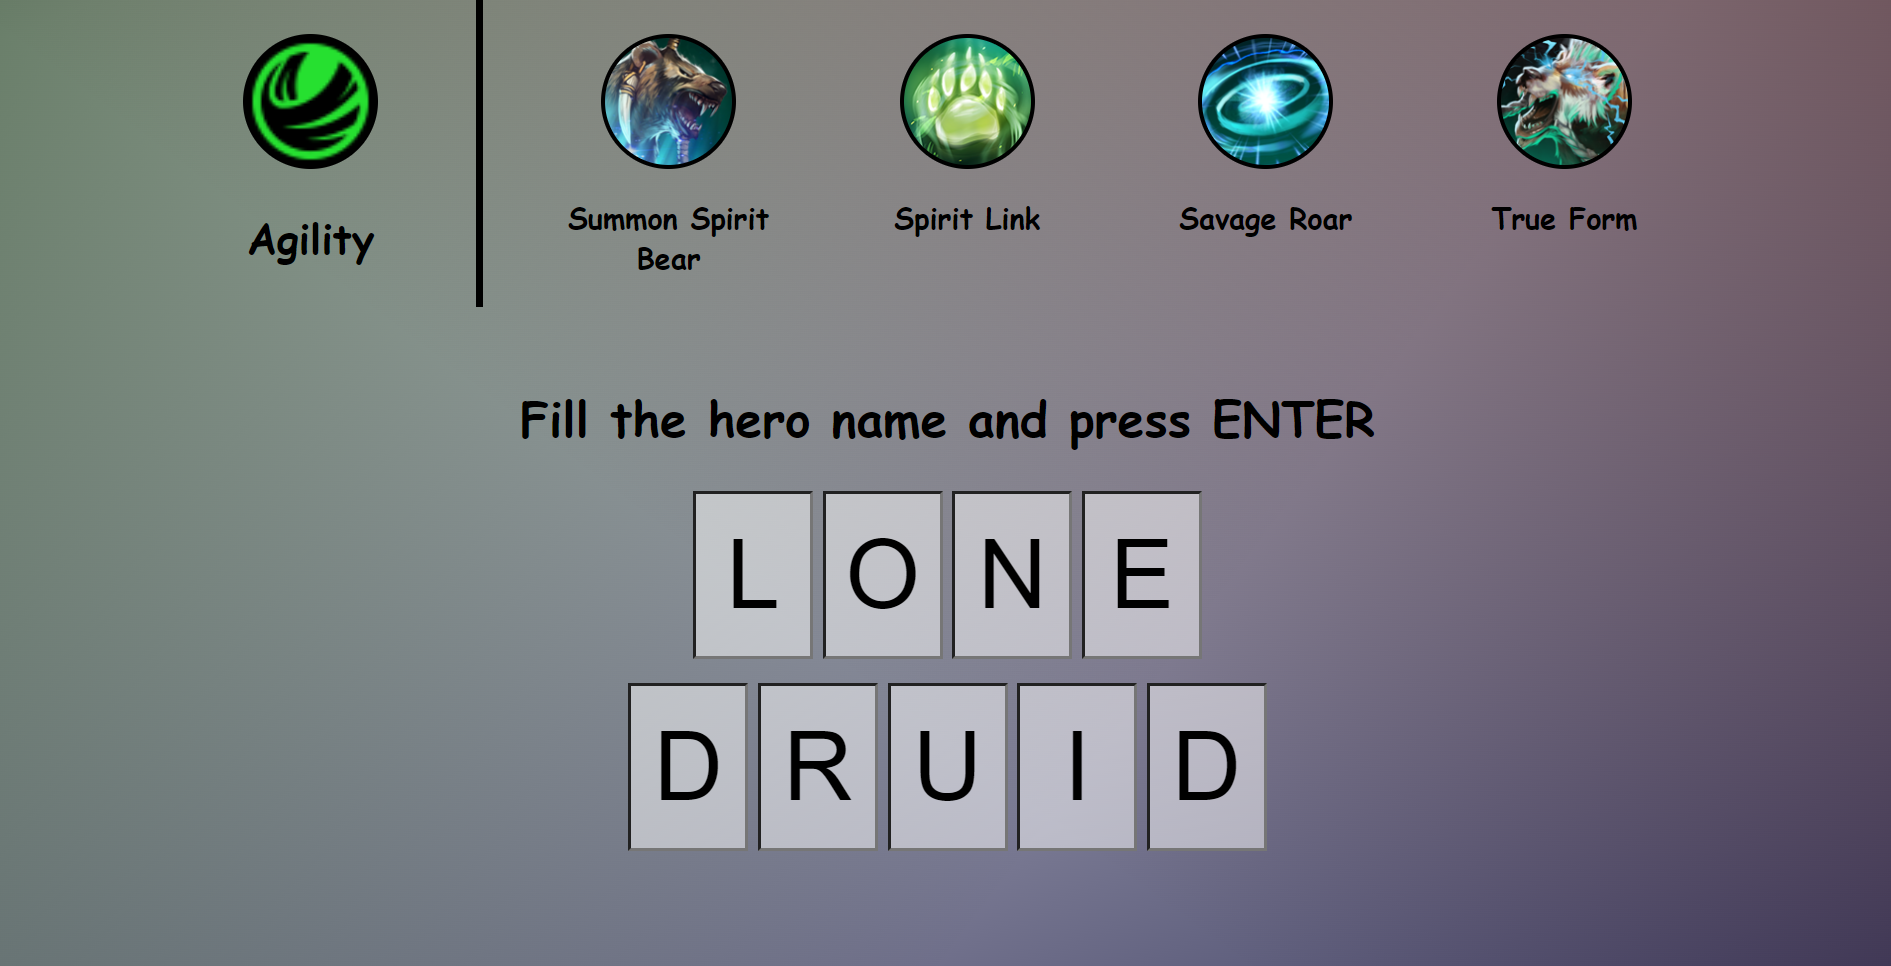 Agility
Summon Spirit
Bear
Spirit Link
Savage Roar
True Form
Fill the hero name and press ENTER
L O N E
D R U I D